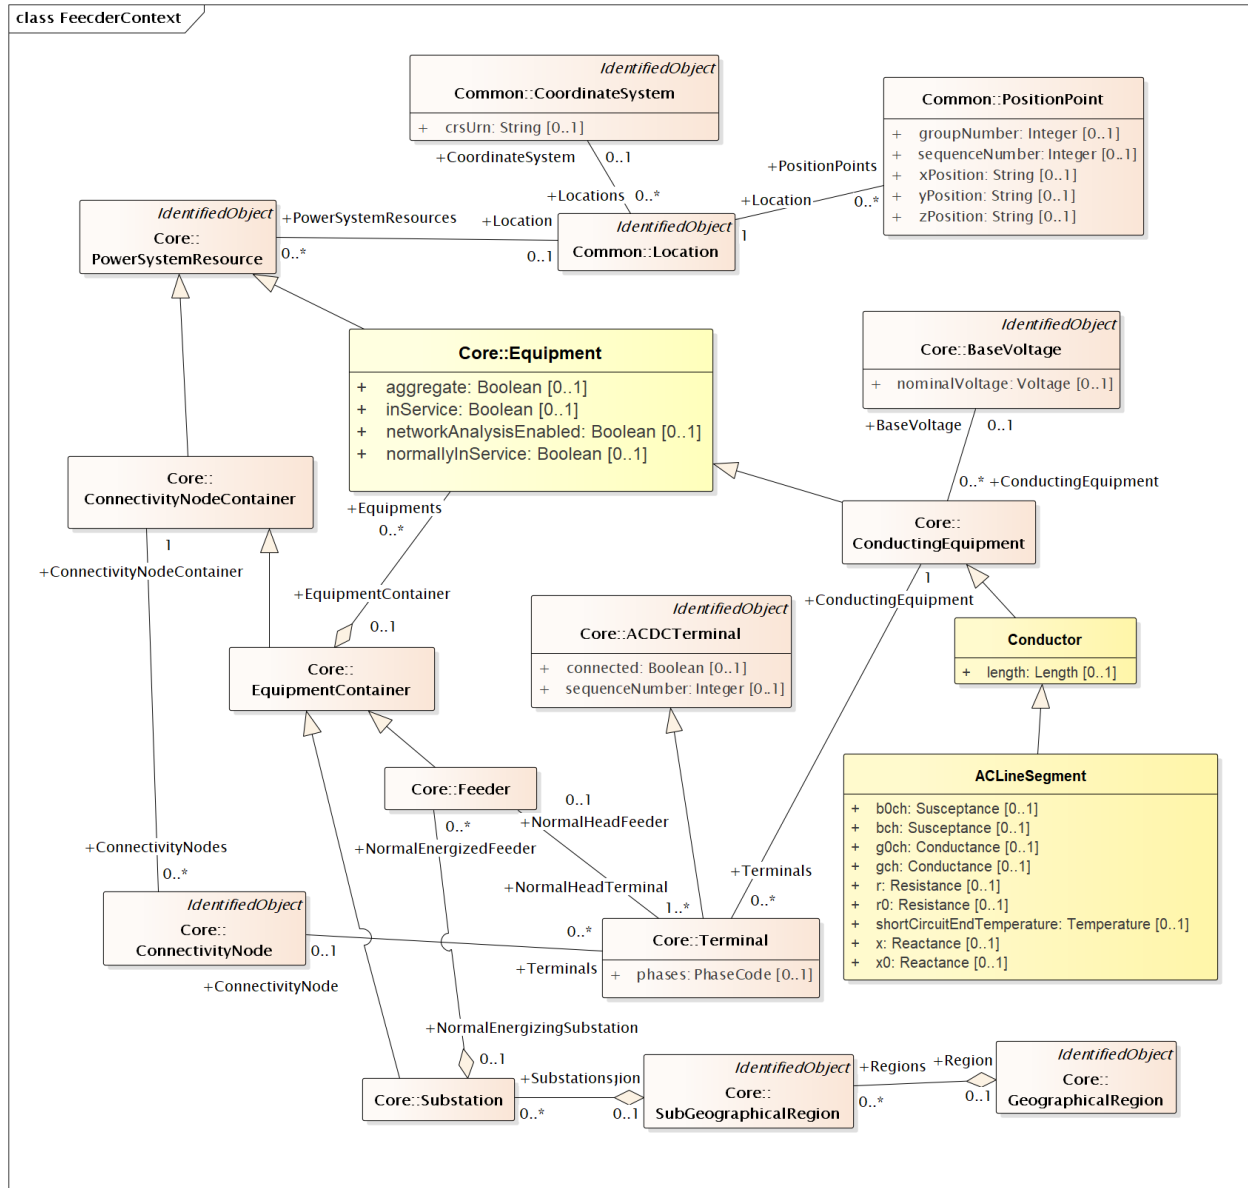 class FeecderContext
IdentifiedObject
Common::CoordinateSystem
+ crsUrn: String [0..1]
+CoordinateSystem
0..1
Common::PositionPoint
+ groupNumber: Integer [0..1]
+ sequenceNumber: Integer [0..1]
+ xPosition: String [0..1]
+ yPosition: String [0..1]
+ zPosition: String [0..1]
+PositionPoints
0..*
+Locations
0..*
+Location
1
IdentifiedObject
Core::
PowerSystemResource
+PowerSystemResources
0..*
+Location
0..1
IdentifiedObject
Common::Location
Core::Equipment
+ aggregate: Boolean [0..1]
+ inService: Boolean [0..1]
+ networkAnalysisEnabled: Boolean [0..1]
+ normallyInService: Boolean [0..1]
IdentifiedObject
Core::BaseVoltage
+ nominalVoltage: Voltage [0..1]
+BaseVoltage
0..1
0..*
+ConductingEquipment
Core::
ConnectivityNodeContainer
1
+ConnectivityNodeContainer
+Equipments
0..*
+EquipmentContainer
0..1
Core::
ConductingEquipment
1
+ConductingEquipment
IdentifiedObject
Core::ACDCTerminal
+ connected: Boolean [0..1]
+ sequenceNumber: Integer [0..1]
Conductor
+ length: Length [0..1]
Core::
EquipmentContainer
Core::Feeder
0..1
+NormalHeadFeeder
0..*
+NormalEnergizedFeeder
ACLineSegment
+ b0ch: Susceptance [0..1]
+ bch: Susceptance [0..1]
+ g0ch: Conductance [0..1]
+ gch: Conductance [0..1]
+ r: Resistance [0..1]
+ r0: Resistance [0..1]
+ shortCircuitEndTemperature: Temperature [0..1]
+ x: Reactance [0..1]
+ x0: Reactance [0..1]
+ConnectivityNodes
0..*
+NormalHeadTerminal
1..*
+Terminals
0..*
IdentifiedObject
Core::
ConnectivityNode
0..1
+ConnectivityNode
0..*
+Terminals
Core::Terminal
+ phases: PhaseCode [0..1]
+NormalEnergizingSubstation
0..1
Core::Substation
+Substationsjion
0..*
0..1
IdentifiedObject
Core::
SubGeographicalRegion
+Regions
0..*
+Region
0..1
IdentifiedObject
Core::
GeographicalRegion